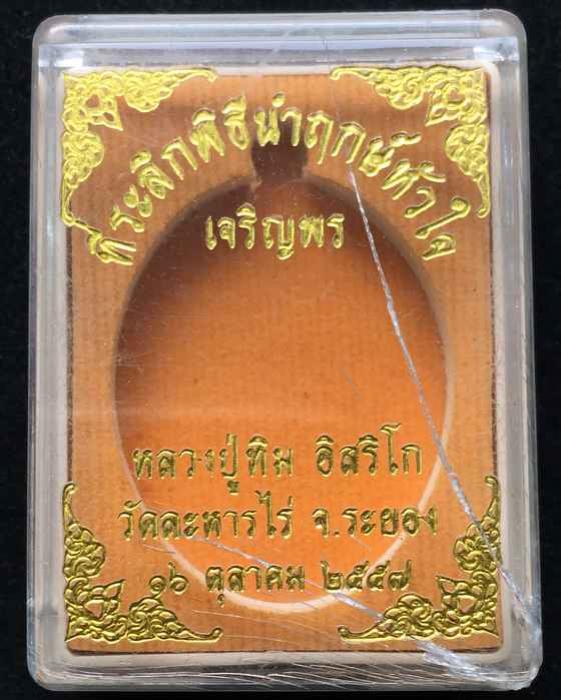 ที่ระลึกพิธีนำฤกษ์หัวใจ
เจริญพร
หลวงปู่ทิม อิสริโก
วัดละหารไร่ จ.ระยอง
๑๖ ตุลาคม ๒๕๕๗